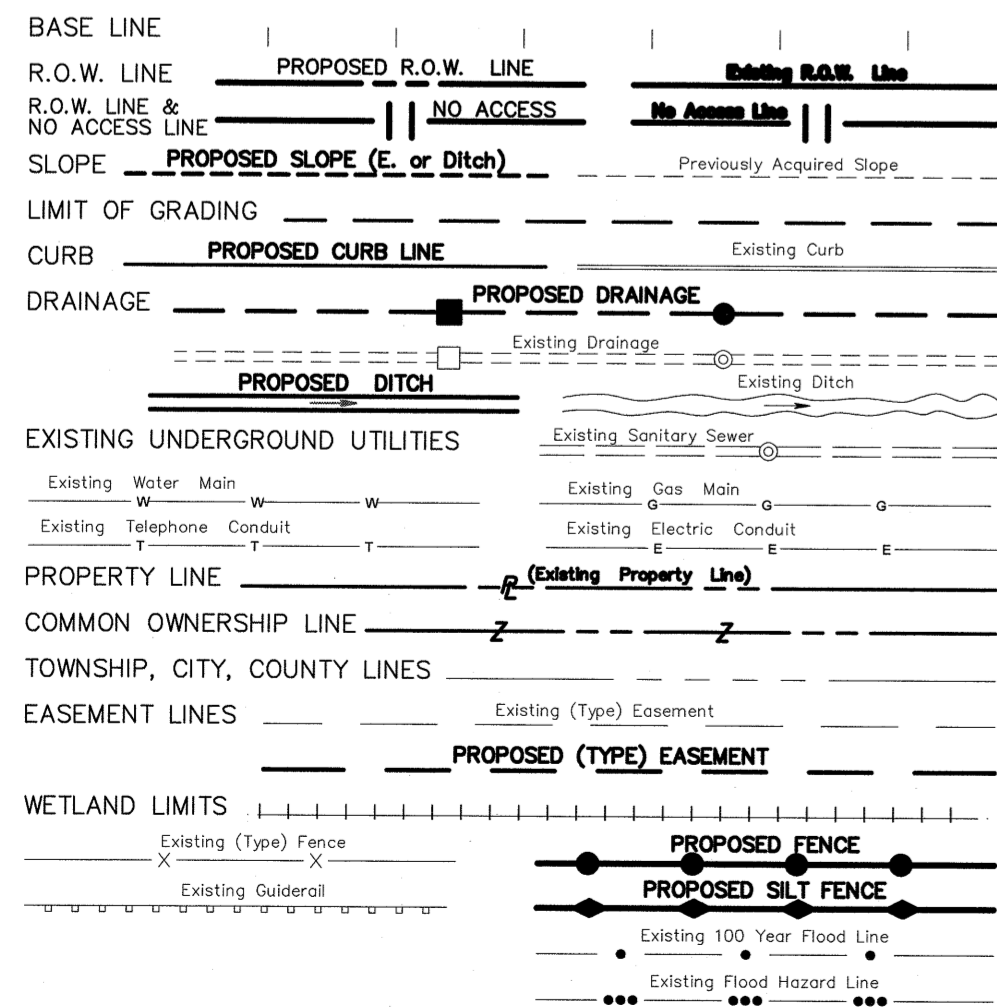 BASE LINE
R.O.W. LINE PROPOSED R.O.W. LINE Existing R.O.W. Line
R.O.W. LINE &
NO ACCESS LINE NO ACCESS No Access Line
SLOPE PROPOSED SLOPE (E. or Ditch) Previously Acquired Slope
LIMIT OF GRADING
CURB PROPOSED CURB LINE Existing Curb
DRAINAGE PROPOSED DRAINAGE
Existing Drainage
PROPOSED DITCH Existing Ditch
EXISTING UNDERGROUND UTILITIES Existing Sanitary Sewer
Existing Water Main Existing Gas Main
W W W G G G
Existing Telephone Conduit Existing Electric Conduit
T T T E E E
PROPERTY LINE PL (Existing Property Line)
COMMON OWNERSHIP LINE Z Z
TOWNSHIP, CITY, COUNTY LINES
EASEMENT LINES Existing (Type) Easement
PROPOSED (TYPE) EASEMENT
WETLAND LIMITS
Existing (Type) Fence PROPOSED FENCE
X X
Existing Guiderail PROPOSED SILT FENCE
Existing 100 Year Flood Line
Existing Flood Hazard Line